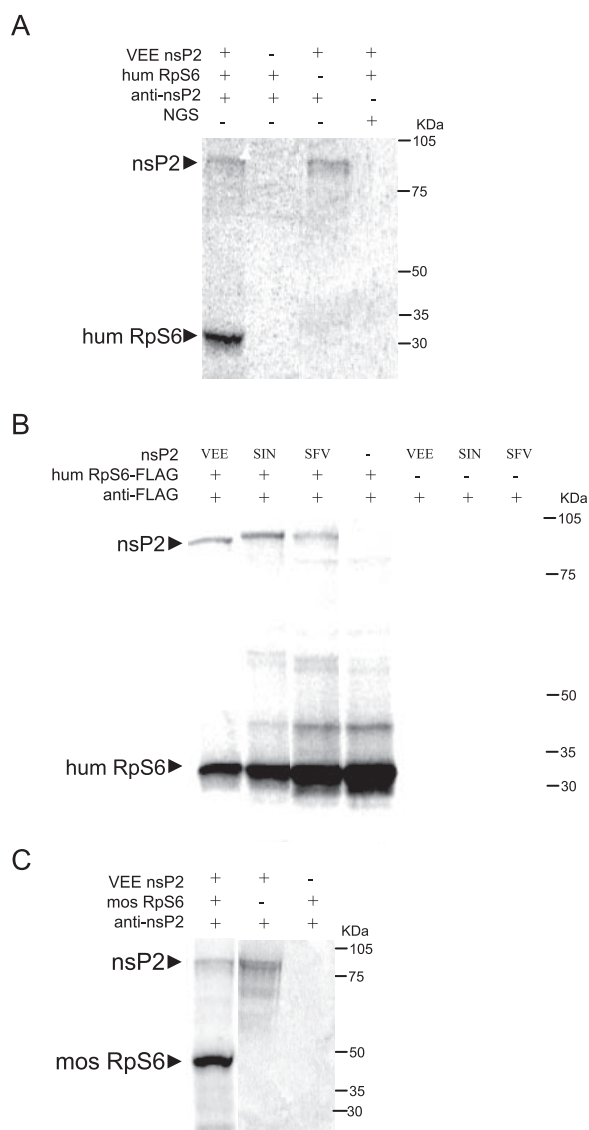 A
VEE nsP2 + - + +
hum RpS6 + + - +
anti-nsP2 + + + -
NGS - - - +
KDa
105
nsP2
75
50
35
hum RpS6
30
B
nsP2 VEE SIN SFV - VEE SIN SFV
hum RpS6-FLAG + + + + - - -
anti-FLAG + + + + + + +
KDa
105
nsP2
75
50
hum RpS6
35
30
C
VEE nsP2 + + -
mos RpS6 + - +
anti-nsP2 + + +
KDa
105
nsP2
75
50
mos RpS6
35
30